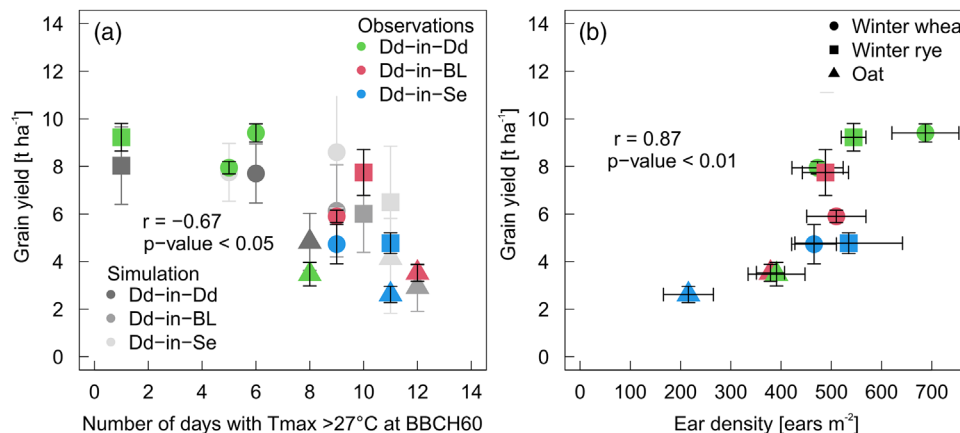 (a)
Observations
Dd−in−Dd
Dd−in−BL
Dd−in−Se
r = −0.67
p-value < 0.05
Simulation
Dd−in−Dd
Dd−in−BL
Dd−in−Se
Grain yield [t ha⁻¹]
14
12
10
8
6
4
2
0
0 2 4 6 8 10 12 14
Number of days with Tmax >27°C at BBCH60
(b)
Winter whea
Winter rye
Oat
r = 0.87
p-value < 0.01
Grain yield [t ha⁻¹]
14
12
10
8
6
4
2
0
100 200 300 400 500 600 700
Ear density [ears m⁻²]